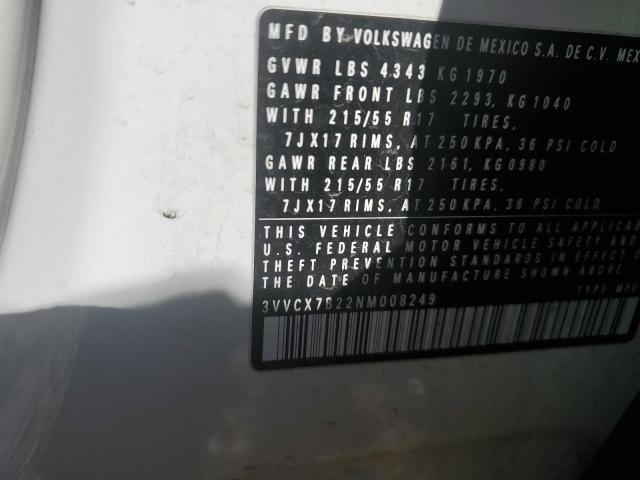 MFD BY VOLKSWAGEN DE MEXICO S.A. DE C.V. MEX
GVWR LBS 4343 KG 1970
GAWR FRONT LBS 2293, KG 1040
WITH 215/55 R17 TIRES,
7JX17 RIMS, AT 250 KPA, 36 PSI COLD
GAWR REAR LBS 2161, KG 0980
WITH 215/55 R17 TIRES,
7JX17 RIMS, AT 250 KPA, 36 PSI COLD
THIS VEHICLE CONFORMS TO ALL APPLICAB
U.S. FEDERAL MOTOR VEHICLE SAFETY AND
THEFT PREVENTION STANDARDS IN EFFECT O
DATE OF MANUFACTURE SHOWN ABOVE
TYPE MPV
3VVCX7B22NM008249